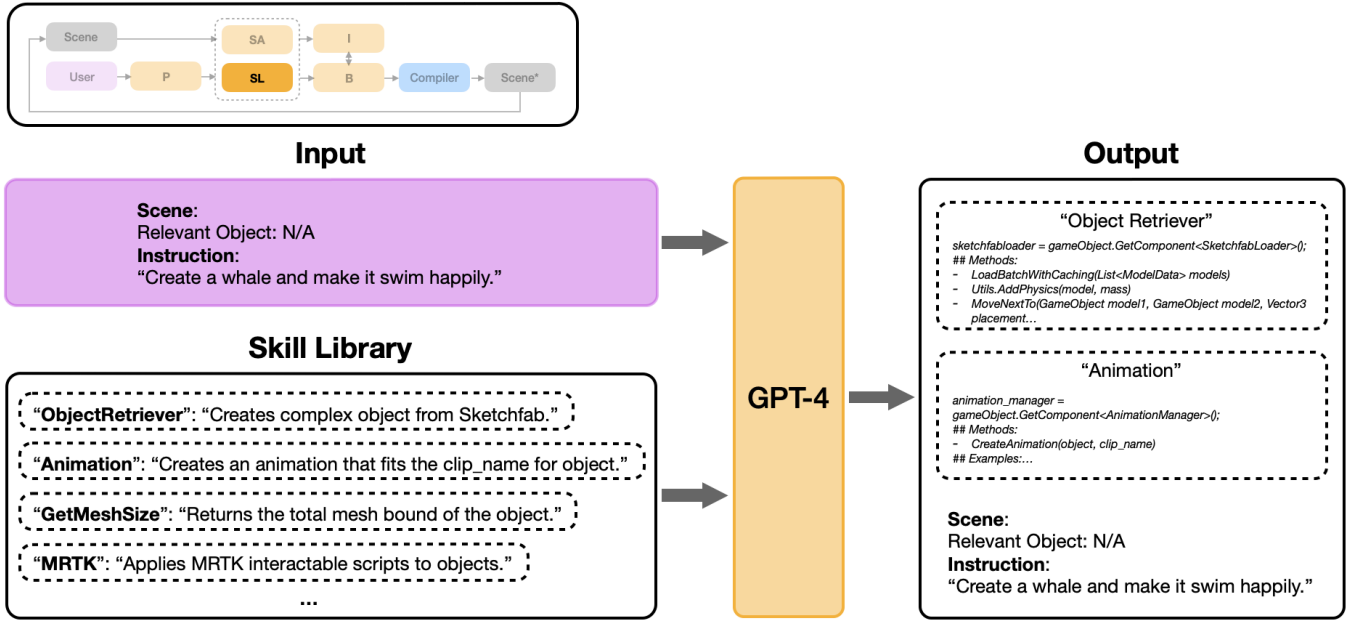 Scene
SA
I
User
P
SL
B
Compiler
Scene*
Input
Scene:
Relevant Object: N/A
Instruction:
“Create a whale and make it swim happily.”
Skill Library
“ObjectRetriever”: “Creates complex object from Sketchfab.”
“Animation”: “Creates an animation that fits the clip_name for object.”
“GetMeshSize”: “Returns the total mesh bound of the object.”
“MRTK”: “Applies MRTK interactable scripts to objects.”
...
GPT-4
Output
“Object Retriever”
sketchfabloader = gameObject.GetComponent<SketchfabLoader>();
## Methods:
- LoadBatchWithCaching(List<ModelData> models)
- Utils.AddPhysics(model, mass)
- MoveNextTo(GameObject model1, GameObject model2, Vector3
placement…
“Animation”
animation_manager =
gameObject.GetComponent<AnimationManager>();
## Methods:
- CreateAnimation(object, clip_name)
## Examples:…
Scene:
Relevant Object: N/A
Instruction:
“Create a whale and make it swim happily.”